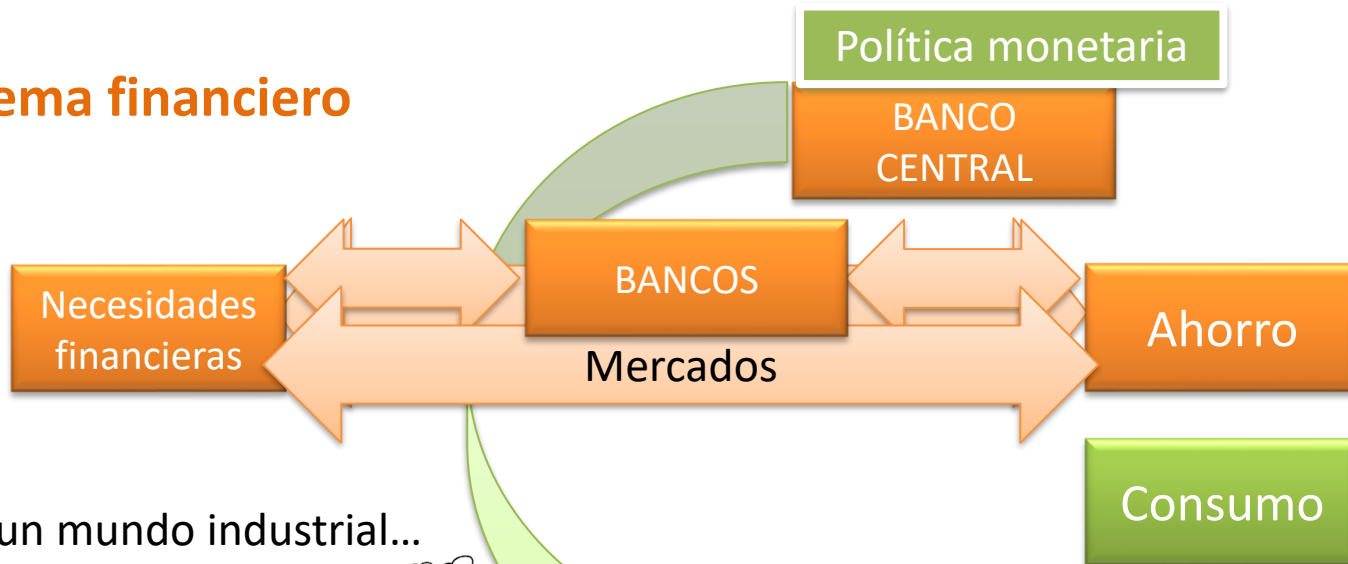 Política monetaria
ema financiero
BANCO
CENTRAL
BANCOS
Necesidades
financieras
Ahorro
Mercados
Consumo
un mundo industrial…